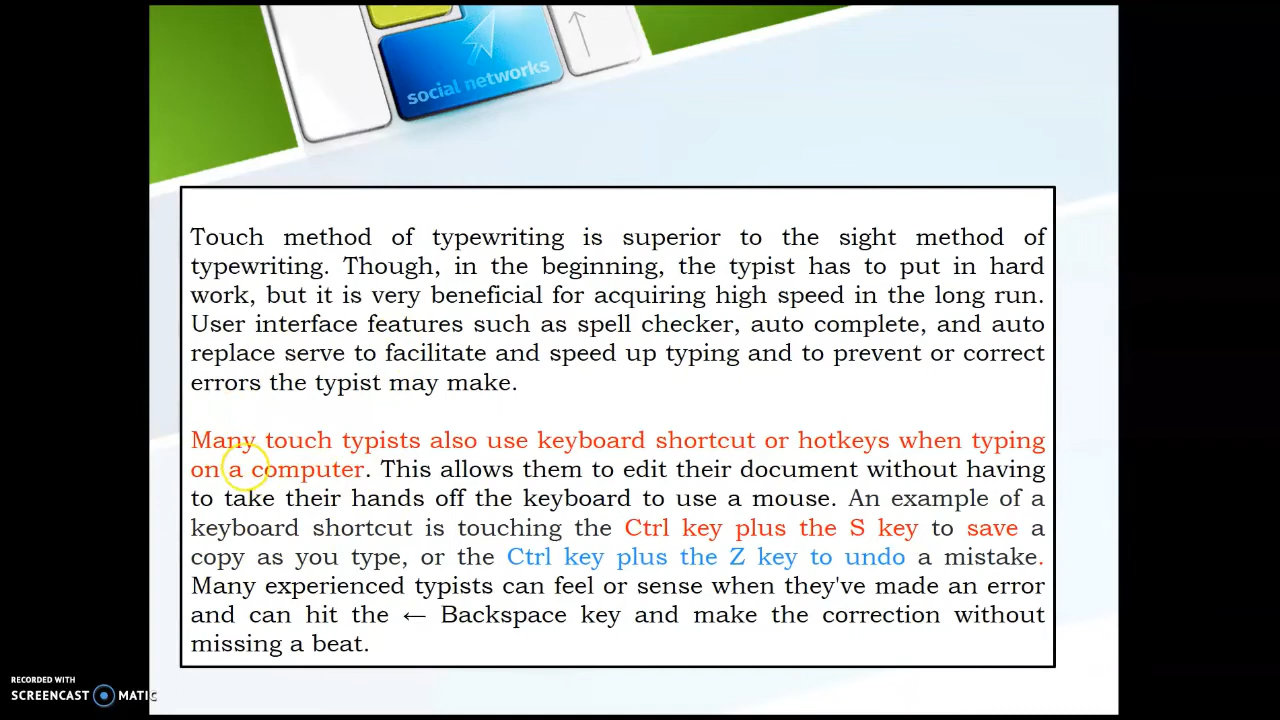 social networks
Touch method of typewriting is superior to the sight method of
typewriting. Though, in the beginning, the typist has to put in hard
work, but it is very beneficial for acquiring high speed in the long run.
User interface features such as spell checker, auto complete, and auto
replace serve to facilitate and speed up typing and to prevent or correct
errors the typist may make.
Many touch typists also use keyboard shortcut or hotkeys when typing
on a computer. This allows them to edit their document without having
to take their hands off the keyboard to use a mouse. An example of a
keyboard shortcut is touching the Ctrl key plus the S key to save a
copy as you type, or the Ctrl key plus the Z key to undo a mistake.
Many experienced typists can feel or sense when they've made an error
and can hit the ← Backspace key and make the correction without
missing a beat.
RECORDED WITH
SCREENCAST MATIC